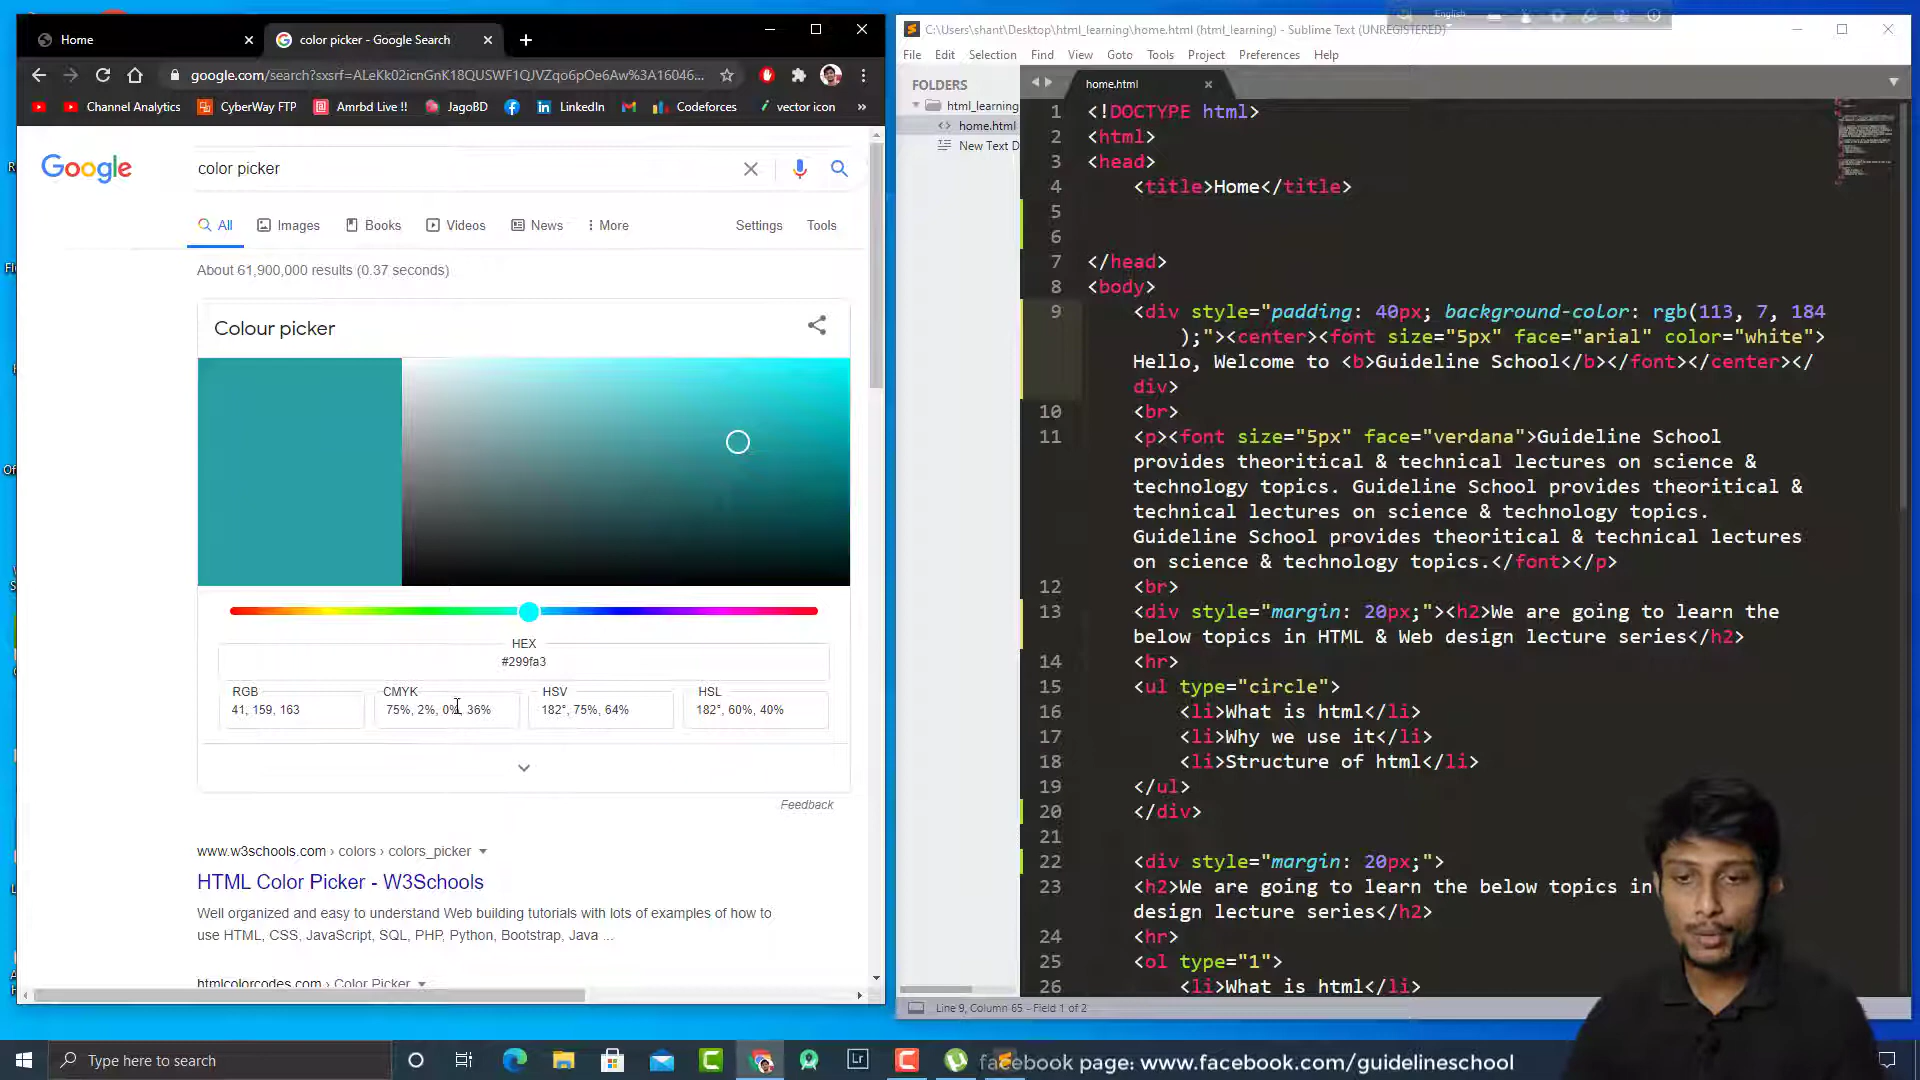 Home
color picker - Google Search
google.com/search?sxsrf=ALeKk02icnGnK18QUSWF1QJVZqo6pOe6Aw%3A16046...
Channel Analytics
CyberWay FTP
Amrbd Live !!
JagoBD
LinkedIn
Codeforces
vector icon
»
Google
color picker
All
Images
Books
Videos
News
More
Settings
Tools
About 61,900,000 results (0.37 seconds)
Colour picker
HEX
#299fa3
RGB
41, 159, 163
CMYK
75%, 2%, 0%, 36%
HSV
182°, 75%, 64%
HSL
182°, 60%, 40%
Feedback
www.w3schools.com › colors › colors_picker
HTML Color Picker - W3Schools
Well organized and easy to understand Web building tutorials with lots of examples of how to
use HTML, CSS, JavaScript, SQL, PHP, Python, Bootstrap, Java ...
htmlcolorcodes.com › Color Picker
English
C:\Users\shant\Desktop\html_learning\home.html (html_learning) - Sublime Text (UNREGISTERED)
File Edit Selection Find View Goto Tools Project Preferences Help
FOLDERS
html_learning
home.html
New Text D
home.html
1 <!DOCTYPE html>
2 <html>
3 <head>
4 <title>Home</title>
5
6
7 </head>
8 <body>
9 <div style="padding: 40px; background-color: rgb(113, 7, 184
);"><center><font size="5px" face="arial" color="white">
Hello, Welcome to <b>Guideline School</b></font></center></
div>
10 <br>
11 <p><font size="5px" face="verdana">Guideline School
provides theoritical & technical lectures on science &
technology topics. Guideline School provides theoritical &
technical lectures on science & technology topics.
Guideline School provides theoritical & technical lectures
on science & technology topics.</font></p>
12 <br>
13 <div style="margin: 20px;"><h2>We are going to learn the
below topics in HTML & Web design lecture series</h2>
14 <hr>
15 <ul type="circle">
16 <li>What is html</li>
17 <li>Why we use it</li>
18 <li>Structure of html</li>
19 </ul>
20 </div>
21
22 <div style="margin: 20px;">
23 <h2>We are going to learn the below topics in
design lecture series</h2>
24 <hr>
25 <ol type="1">
26 <li>What is html</li>
Line 9, Column 65 - Field 1 of 2
Type here to search
Lr
facebook page: www.facebook.com/guidelineschool